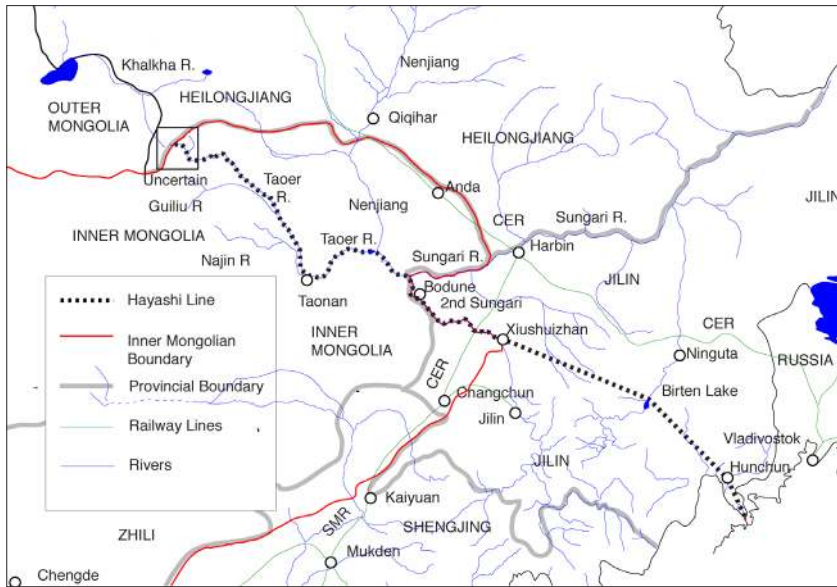 Khalkha R.
Nenjiang
OUTER
MONGOLIA
HEILONGJIANG
Qiqihar
HEILONGJIANG
Uncertain
Taoer
R.
Anda
JILIN
Guiliu R
Nenjiang
CER
Sungari R.
INNER MONGOLIA
Taoer R.
Sungari R.
Harbin
Najin R
JILIN
Taonan
Bodune
2nd Sungari
Hayashi Line
INNER
MONGOLIA
Xiushuizhan
CER
Inner Mongolian
Boundary
Ninguta
RUSSIA
Provincial Boundary
CER
Changchun
Birten Lake
Jilin
Railway Lines
Vladivostok
Rivers
JILIN
Hunchun
Kaiyuan
ZHILI
SMR
SHENGJING
Mukden
Chengde